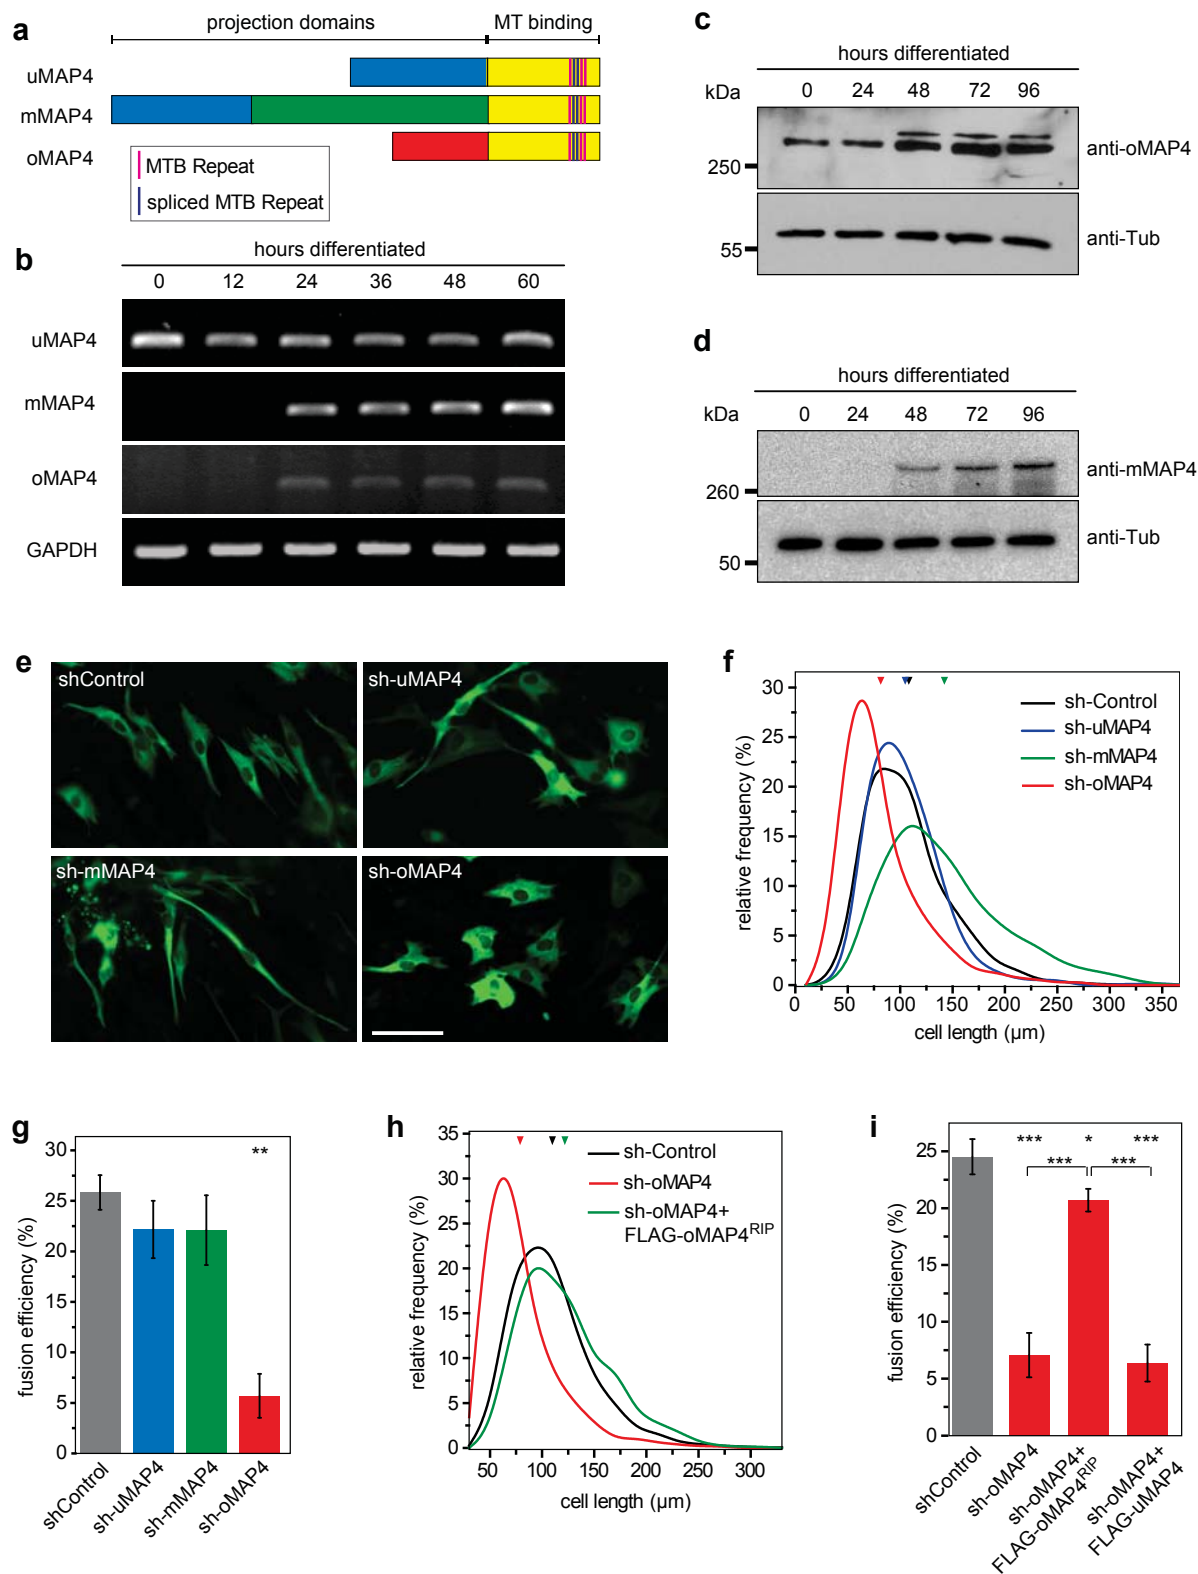 a
projection domains MT binding
uMAP4
mMAP4
oMAP4
MTB Repeat
spliced MTB Repeat
b
hours differentiated
0 12 24 36 48 60
uMAP4
mMAP4
oMAP4
GAPDH
c
hours differentiated
kDa 0 24 48 72 96
250
anti-oMAP4
55
anti-Tub
d
hours differentiated
kDa 0 24 48 72 96
260
anti-mMAP4
50
anti-Tub
e
shControl
sh-uMAP4
sh-mMAP4
sh-oMAP4
f
relative frequency (%)
30
25
20
15
10
5
0
0 50 100 150 200 250 300 350
cell length (µm)
sh-Control
sh-uMAP4
sh-mMAP4
sh-oMAP4
g
fusion efficiency (%)
30
25
20
15
10
5
0
**
shControl
sh-uMAP4
sh-mMAP4
sh-oMAP4
h
relative frequency (%)
35
30
25
20
15
10
5
0
50 100 150 200 250 300
cell length (µm)
sh-Control
sh-oMAP4
sh-oMAP4+
FLAG-oMAP4RIP
i
fusion efficiency (%)
25
20
15
10
5
0
*** * ***
*** ***
shControl
sh-oMAP4
sh-oMAP4+
FLAG-oMAP4RIP
sh-oMAP4+
FLAG-uMAP4